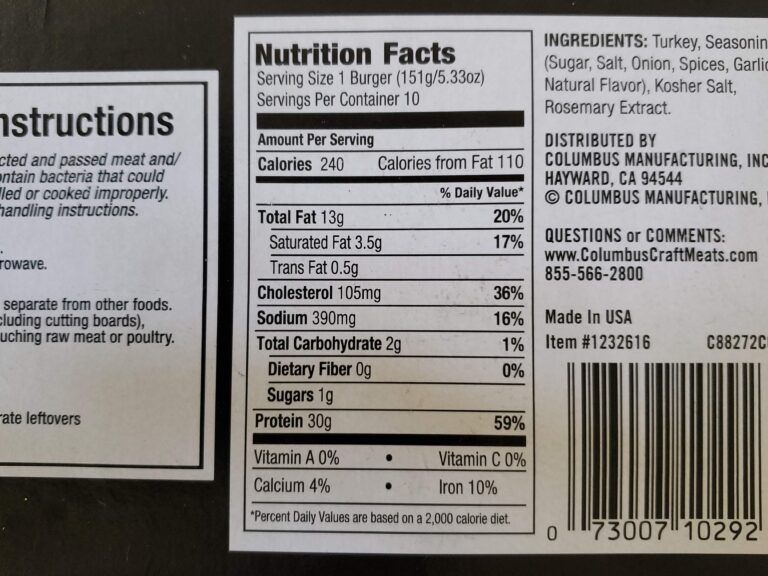 nstructions
cted and passed meat and/
ntain bacteria that could
lled or cooked improperly.
handling instructions.
rowave.
separate from other foods.
cluding cutting boards),
uching raw meat or poultry.
rate leftovers
Nutrition Facts
Serving Size 1 Burger (151g/5.33oz)
Servings Per Container 10
Amount Per Serving
Calories 240 Calories from Fat 110
% Daily Value*
Total Fat 13g 20%
Saturated Fat 3.5g 17%
Trans Fat 0.5g
Cholesterol 105mg 36%
Sodium 390mg 16%
Total Carbohydrate 2g 1%
Dietary Fiber 0g 0%
Sugars 1g
Protein 30g 59%
Vitamin A 0% • Vitamin C 0%
Calcium 4% • Iron 10%
*Percent Daily Values are based on a 2,000 calorie diet.
INGREDIENTS: Turkey, Seasonin
(Sugar, Salt, Onion, Spices, Garlic
Natural Flavor), Kosher Salt,
Rosemary Extract.
DISTRIBUTED BY
COLUMBUS MANUFACTURING, INC
HAYWARD, CA 94544
© COLUMBUS MANUFACTURING,
QUESTIONS or COMMENTS:
www.ColumbusCraftMeats.com
855-566-2800
Made In USA
Item #1232616 C88272C
0 73007 10292